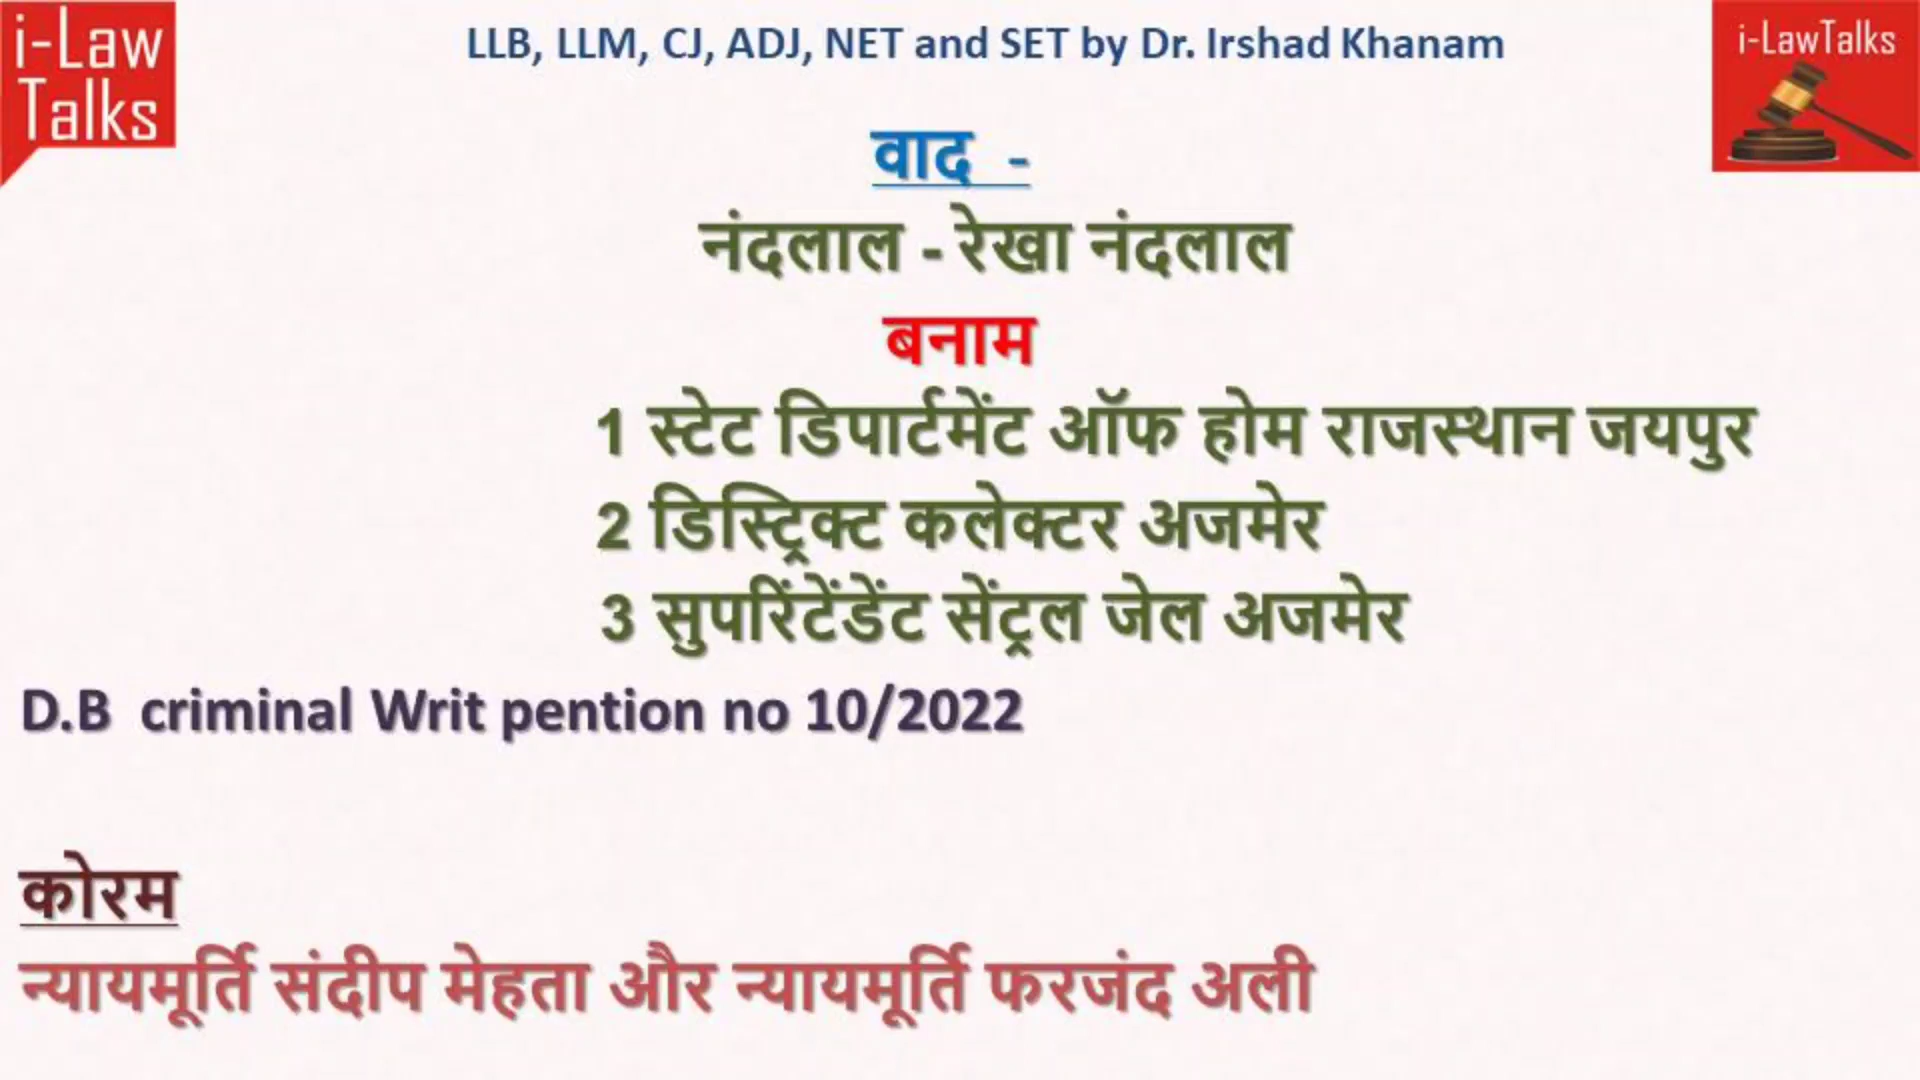 i-Law
Talks
LLB, LLM, CJ, ADJ, NET and SET by Dr. Irshad Khanam
i-LawTalks
वाद -
नंदलाल - रेखा नंदलाल
बनाम
1 स्टेट डिपार्टमेंट ऑफ होम राजस्थान जयपुर
2 डिस्ट्रिक्ट कलेक्टर अजमेर
3 सुपरिंटेंडेंट सेंट्रल जेल अजमेर
D.B criminal Writ pention no 10/2022
कोरम
न्यायमूर्ति संदीप मेहता और न्यायमूर्ति फरजंद अली